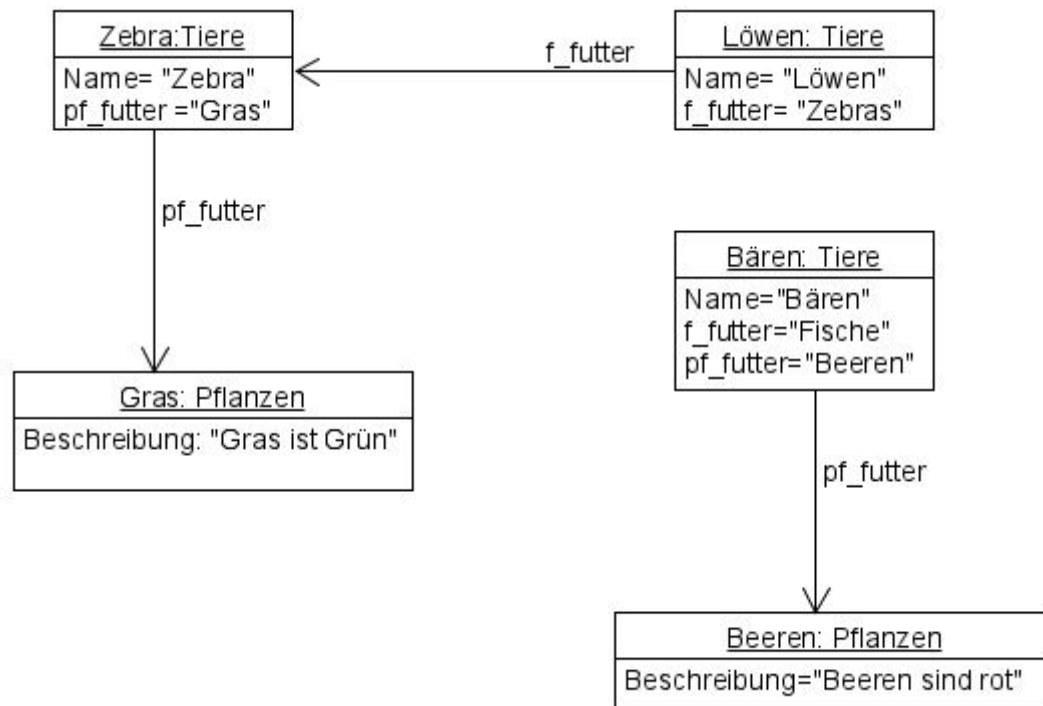 Zebra:Tiere
Name= "Zebra"
pf_futter ="Gras"
f_futter
Löwen: Tiere
Name= "Löwen"
f_futter= "Zebras"
pf_futter
Bären: Tiere
Name="Bären"
f_futter="Fische"
pf_futter="Beeren"
Gras: Pflanzen
Beschreibung: "Gras ist Grün"
pf_futter
Beeren: Pflanzen
Beschreibung="Beeren sind rot"